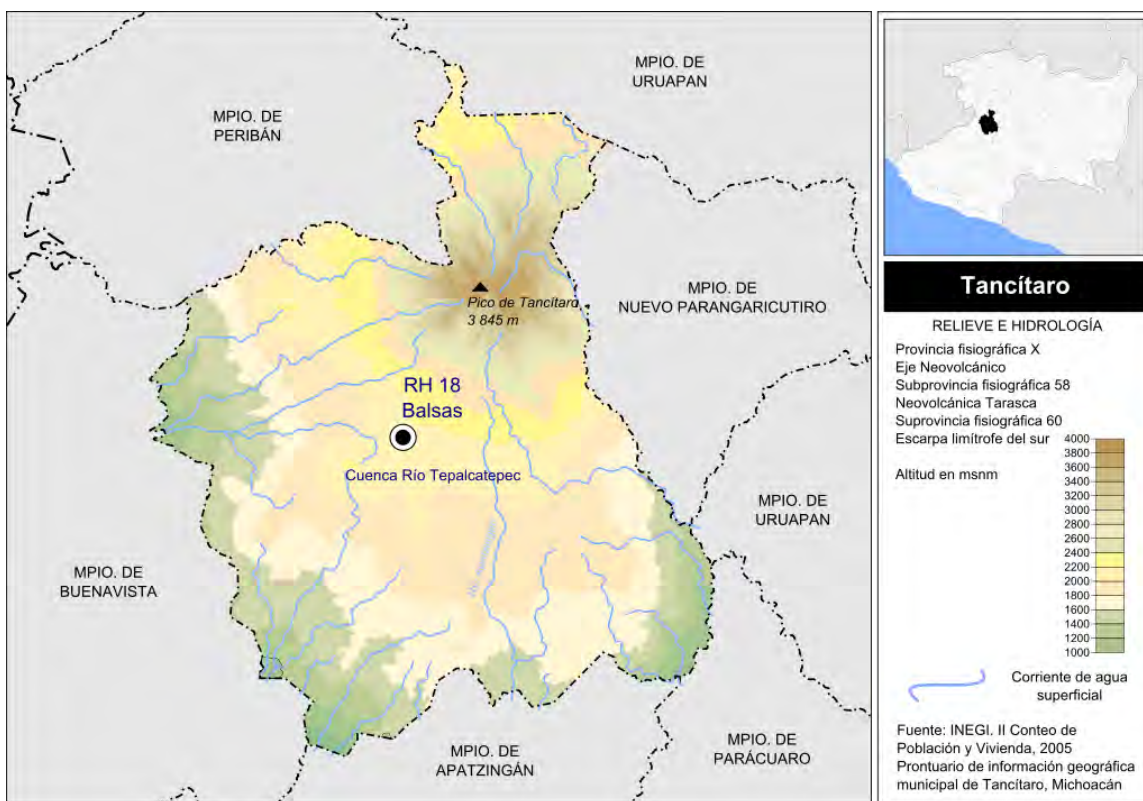 MPIO. DE
URUAPAN
MPIO. DE
PERIBÁN
MPIO. DE
NUEVO PARANGARICUTIRO
Pico de Tancítaro
3 845 m
RH 18
Balsas
Cuenca Río Tepalcatepec
MPIO. DE
URUAPAN
MPIO. DE
BUENAVISTA
MPIO. DE
APATZINGÁN
MPIO. DE
PARÁCUARO
Tancítaro
RELIEVE E HIDROLOGÍA
Provincia fisiográfica X
Eje Neovolcánico
Subprovincia fisiográfica 58
Neovolcánica Tarasca
Suprovincia fisiográfica 60
Escarpa limítrofe del sur
Altitud en msnm
4000
3800
3600
3400
3200
3000
2800
2600
2400
2200
2000
1800
1600
1400
1200
1000
Corriente de agua
superficial
Fuente: INEGI. II Conteo de
Población y Vivienda, 2005
Prontuario de información geográfica
municipal de Tancítaro, Michoacán